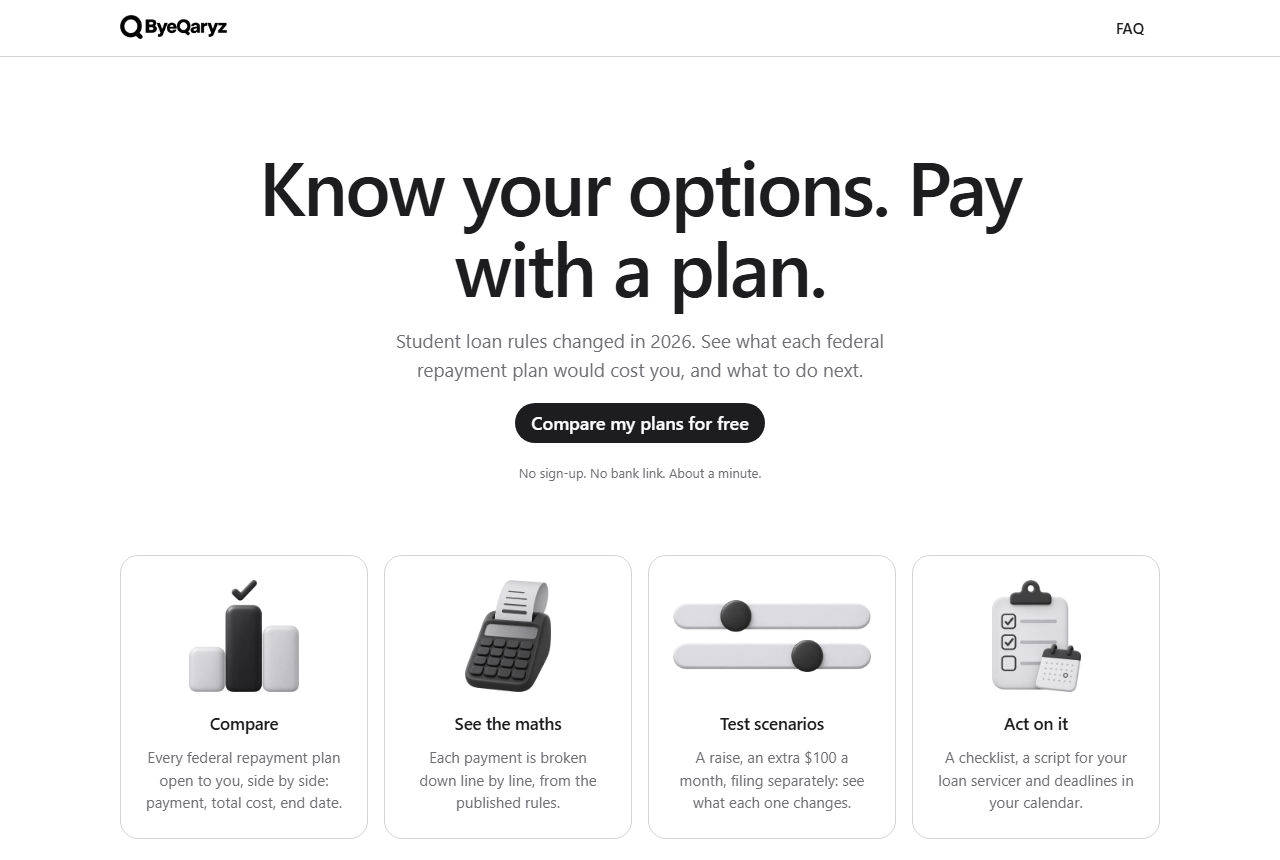 ByeQaryz
FAQ
Know your options. Pay
with a plan.
Student loan rules changed in 2026. See what each federal
repayment plan would cost you, and what to do next.
Compare my plans for free
No sign-up. No bank link. About a minute.
Compare
Every federal repayment plan
open to you, side by side:
payment, total cost, end date.
See the maths
Each payment is broken
down line by line, from the
published rules.
Test scenarios
A raise, an extra $100 a
month, filing separately: see
what each one changes.
Act on it
A checklist, a script for your
loan servicer and deadlines in
your calendar.